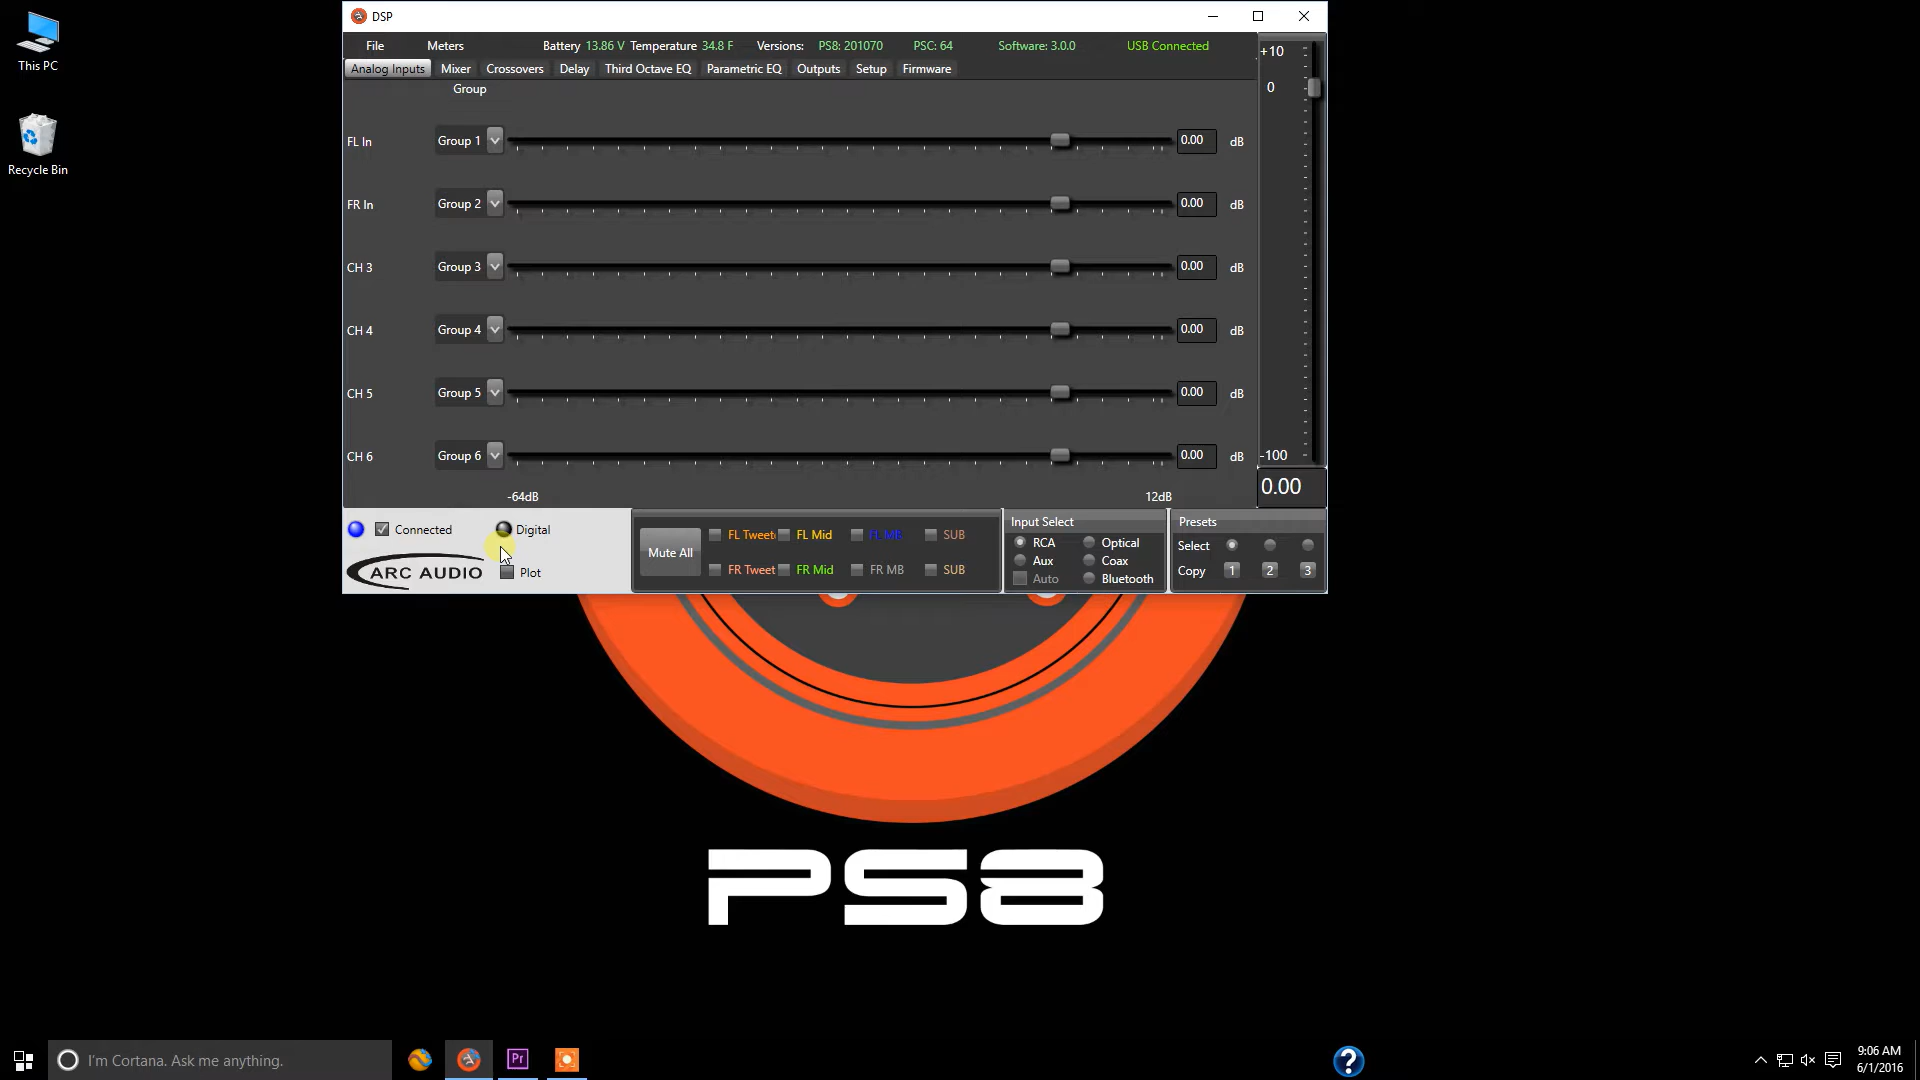 This PC
Recycle Bin
DSP
File Meters Battery 13.86 V Temperature 34.8 F Versions: PS8: 201070 PSC: 64 Software: 3.0.0 USB Connected
Analog Inputs Mixer Crossovers Delay Third Octave EQ Parametric EQ Outputs Setup Firmware
Group
FL In Group 1 0.00 dB
FR In Group 2 0.00 dB
CH 3 Group 3 0.00 dB
CH 4 Group 4 0.00 dB
CH 5 Group 5 0.00 dB
CH 6 Group 6 0.00 dB
-64dB 12dB
+10
0
-100
0.00
Connected Digital
ARC AUDIO Plot
Mute All
FL Tweet FL Mid FL MB SUB
FR Tweet FR Mid FR MB SUB
Input Select
RCA Optical
Aux Coax
Auto Bluetooth
Presets
Select
Copy 1 2 3
PS8
I'm Cortana. Ask me anything.
Pr
?
9:06 AM
6/1/2016